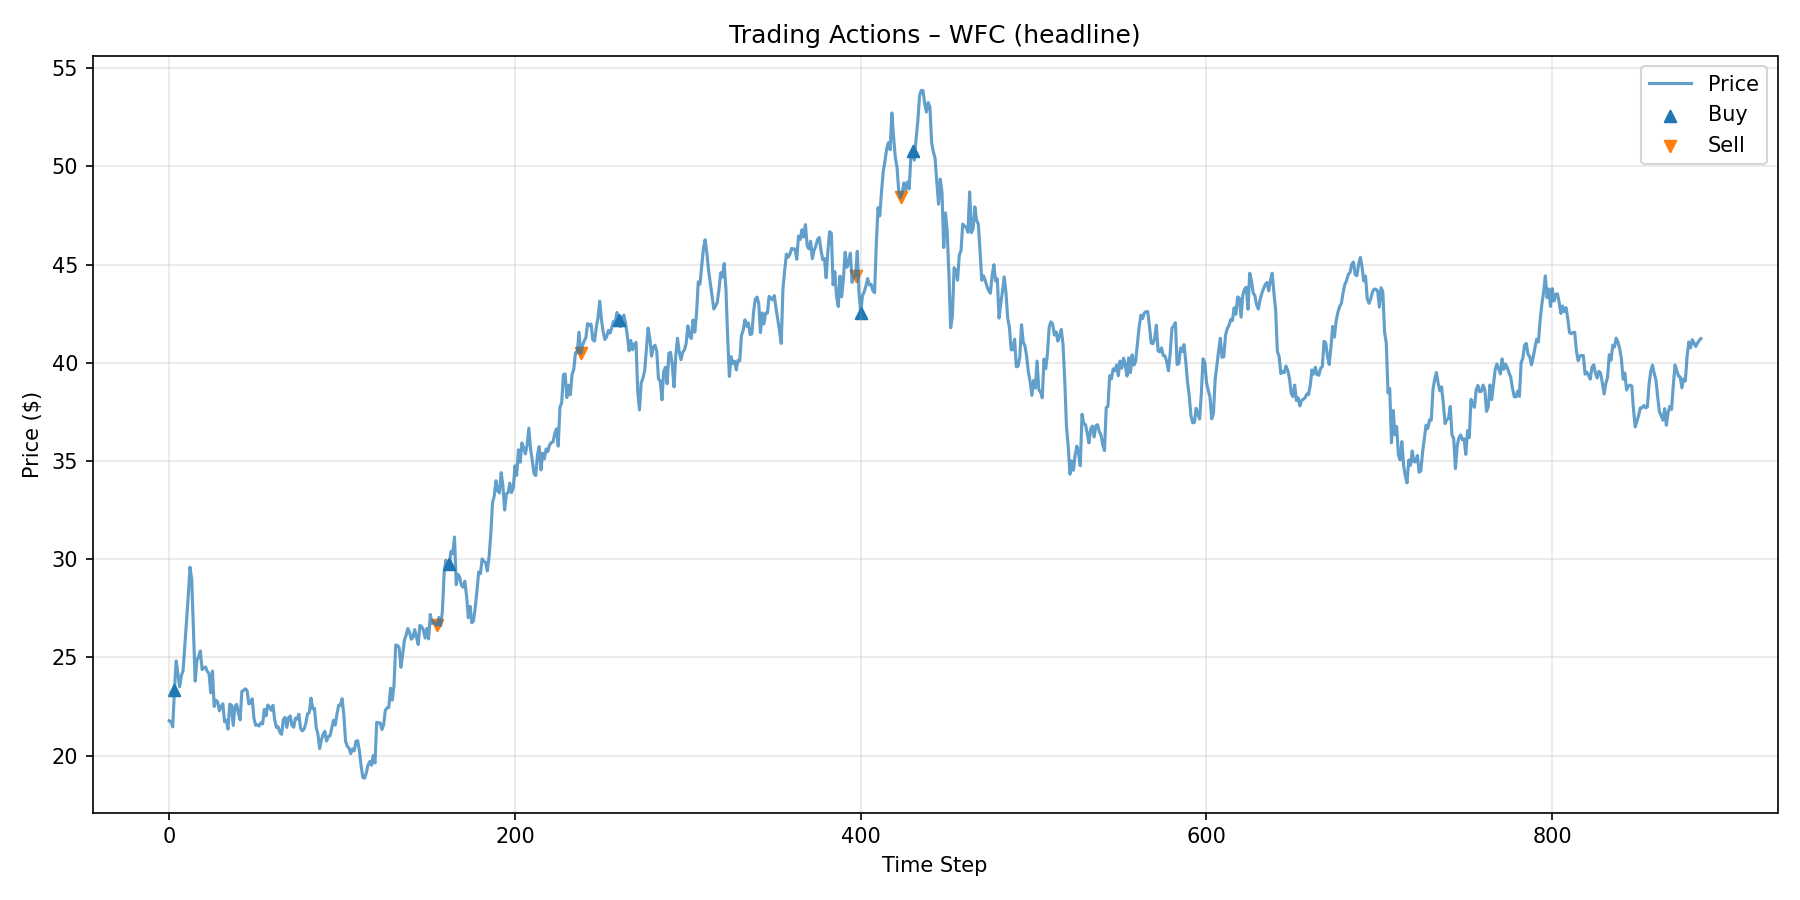 Trading Actions – WFC (headline)
Price
Buy
Sell
Price ($)
55
50
45
40
35
30
25
20
0
200
400
600
800
Time Step